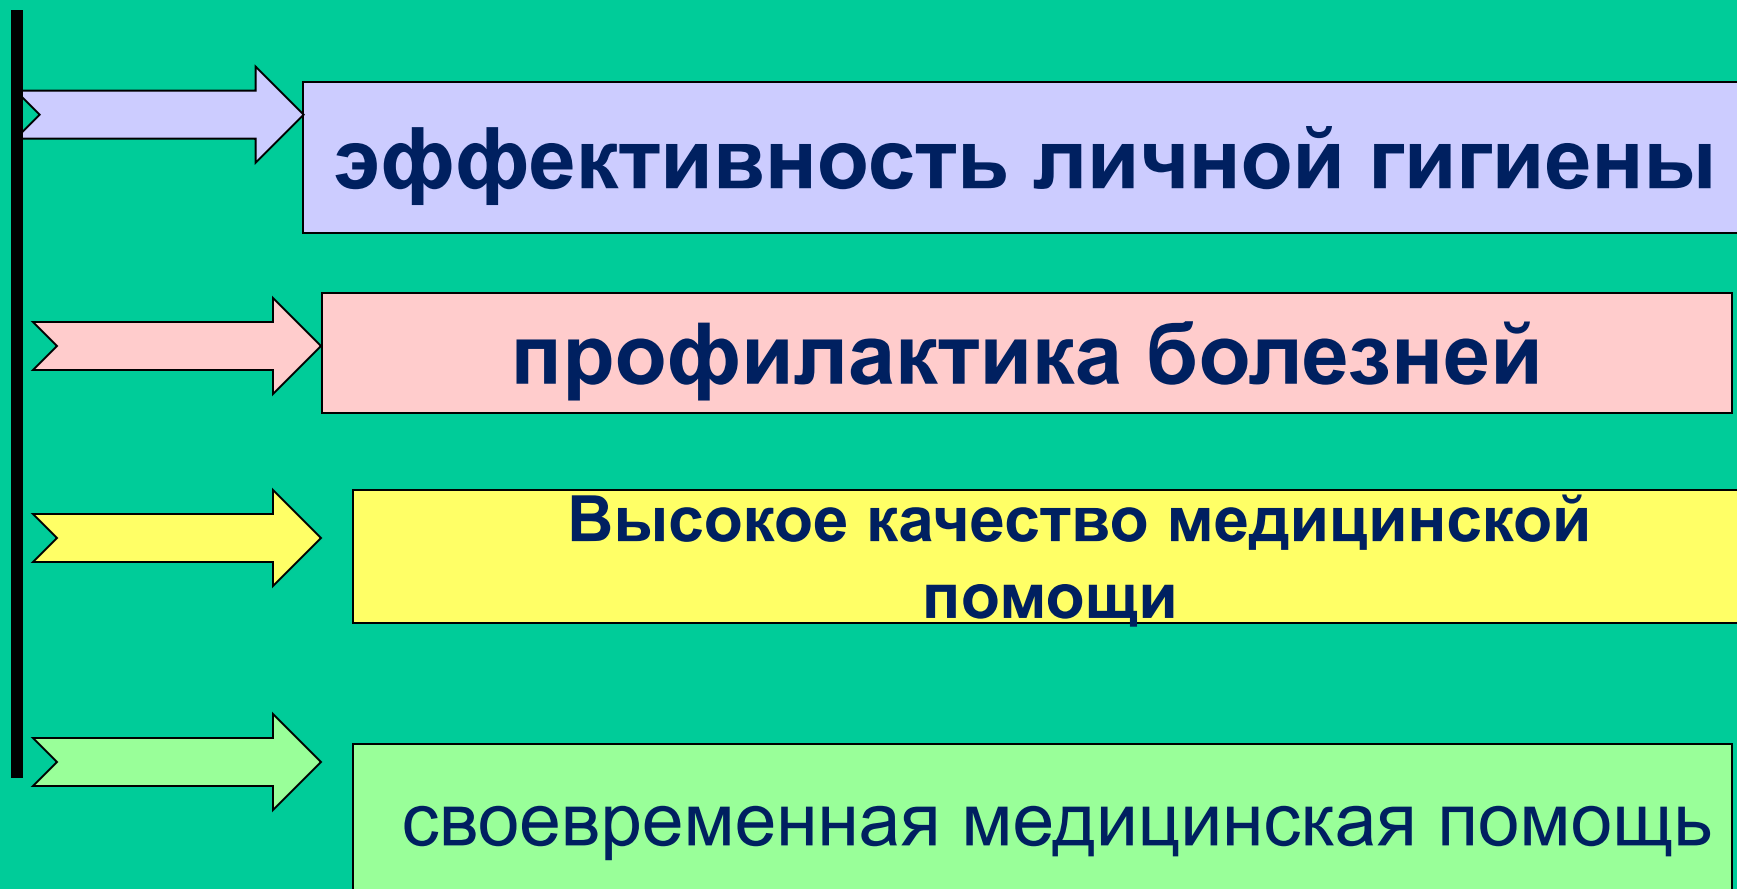 эффективность личной гигиены
профилактика болезней
Высокое качество медицинской
помощи
своевременная медицинская помощь